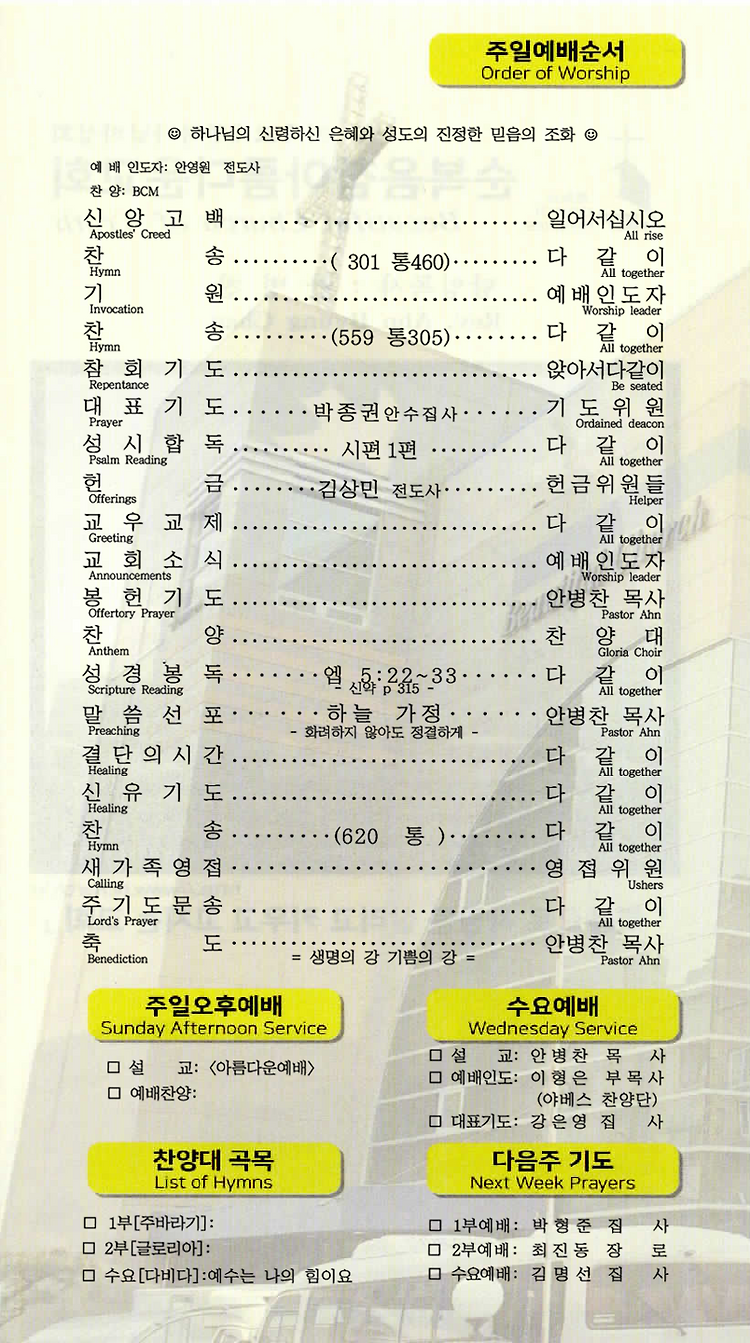 주일예배순서
Order of Worship
☺ 하나님의 신령하신 은혜와 성도의 진정한 믿음의 조화 ☺
예 배 인도자: 안영원 전도사
찬 양: BCM
신 앙 고 백 ................................ 일어서십시오
Apostles' Creed All rise
찬 송 ..........( 301 통460)......... 다 같 이
Hymn All together
기 원 ................................ 예배인도자
Invocation Worship leader
찬 송 ..........(559 통305)......... 다 같 이
Hymn All together
참 회 기 도 ................................ 앉아서다같이
Repentance Be seated
대 표 기 도 ······ 박종권안수집사 ······ 기 도 위 원
Prayer Ordained deacon
성 시 합 독 .......... 시편 1편 ........... 다 같 이
Psalm Reading All together
헌 금 ·········김상민 전도사········· 헌금위원들
Offerings Helper
교 우 교 제 ................................ 다 같 이
Greeting All together
교 회 소 식 ................................ 예배인도자
Announcements Worship leader
봉 헌 기 도 ................................ 안병찬 목사
Offertory Prayer Pastor Ahn
찬 양 ................................ 찬 양 대
Anthem Gloria Choir
성 경 봉 독 ·······엡 5:22~33······· 다 같 이
Scripture Reading - 신약 p 315 - All together
말 씀 선 포 ······ 하늘 가정 ······ 안병찬 목사
Preaching - 화려하지 않아도 정결하게 - Pastor Ahn
결 단 의 시 간 ................................ 다 같 이
Healing All together
신 유 기 도 ................................ 다 같 이
Healing All together
찬 송 ·········(620 통 )········· 다 같 이
Hymn All together
새 가 족 영 접 ................................ 영 접 위 원
Calling Ushers
주 기 도 문 송 ................................ 다 같 이
Lord's Prayer All together
축 도 ................................ 안병찬 목사
Benediction = 생명의 강 기쁨의 강 = Pastor Ahn
주일오후예배
Sunday Afternoon Service
□ 설 교: 〈아름다운예배〉
□ 예배찬양:
수요예배
Wednesday Service
□ 설 교: 안 병 찬 목 사
□ 예배인도: 이 형 은 부 목 사
(야베스 찬양단)
□ 대표기도: 강 은 영 집 사
찬양대 곡목
List of Hymns
□ 1부[주바라기]:
□ 2부[글로리아]:
□ 수요[다비다]:예수는 나의 힘이요
다음주 기도
Next Week Prayers
□ 1부예배: 박 형 준 집 사
□ 2부예배: 최 진 동 장 로
□ 수요예배: 김 명 선 집 사